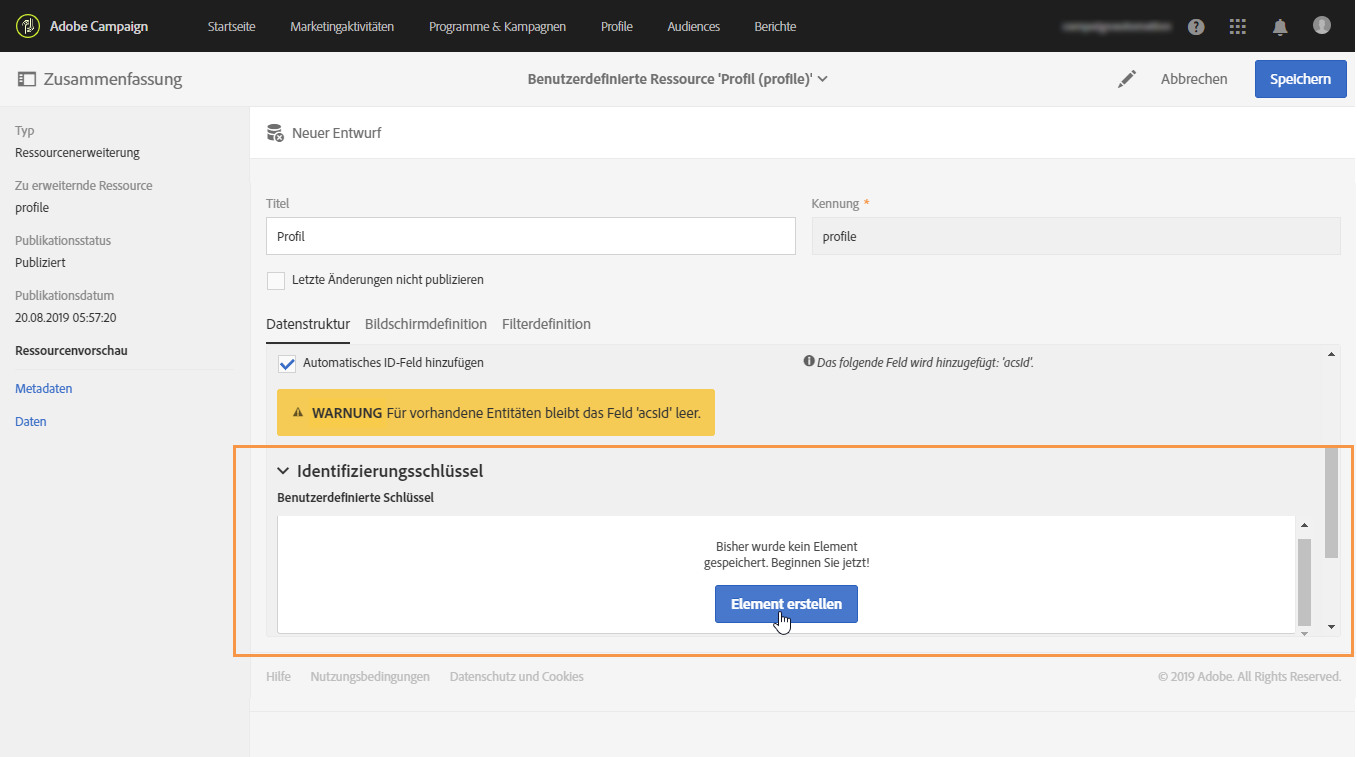 Adobe Campaign Startseite Marketingaktivitäten Programme & Kampagnen Profile Audiences Berichte
Zusammenfassung Benutzerdefinierte Ressource 'Profil (profile)' Abbrechen Speichern
Typ
Ressourcenerweiterung
Zu erweiternde Ressource
profile
Publikationsstatus
Publiziert
Publikationsdatum
20.08.2019 05:57:20
Ressourcenvorschau
Metadaten
Daten
Neuer Entwurf
Titel Kennung *
Profil profile
Letzte Änderungen nicht publizieren
Datenstruktur Bildschirmdefinition Filterdefinition
Automatisches ID-Feld hinzufügen Das folgende Feld wird hinzugefügt: 'acsId'.
WARNUNG Für vorhandene Entitäten bleibt das Feld 'acsId' leer.
Identifizierungsschlüssel
Benutzerdefinierte Schlüssel
Bisher wurde kein Element
gespeichert. Beginnen Sie jetzt!
Element erstellen
Hilfe Nutzungsbedingungen Datenschutz und Cookies © 2019 Adobe. All Rights Reserved.